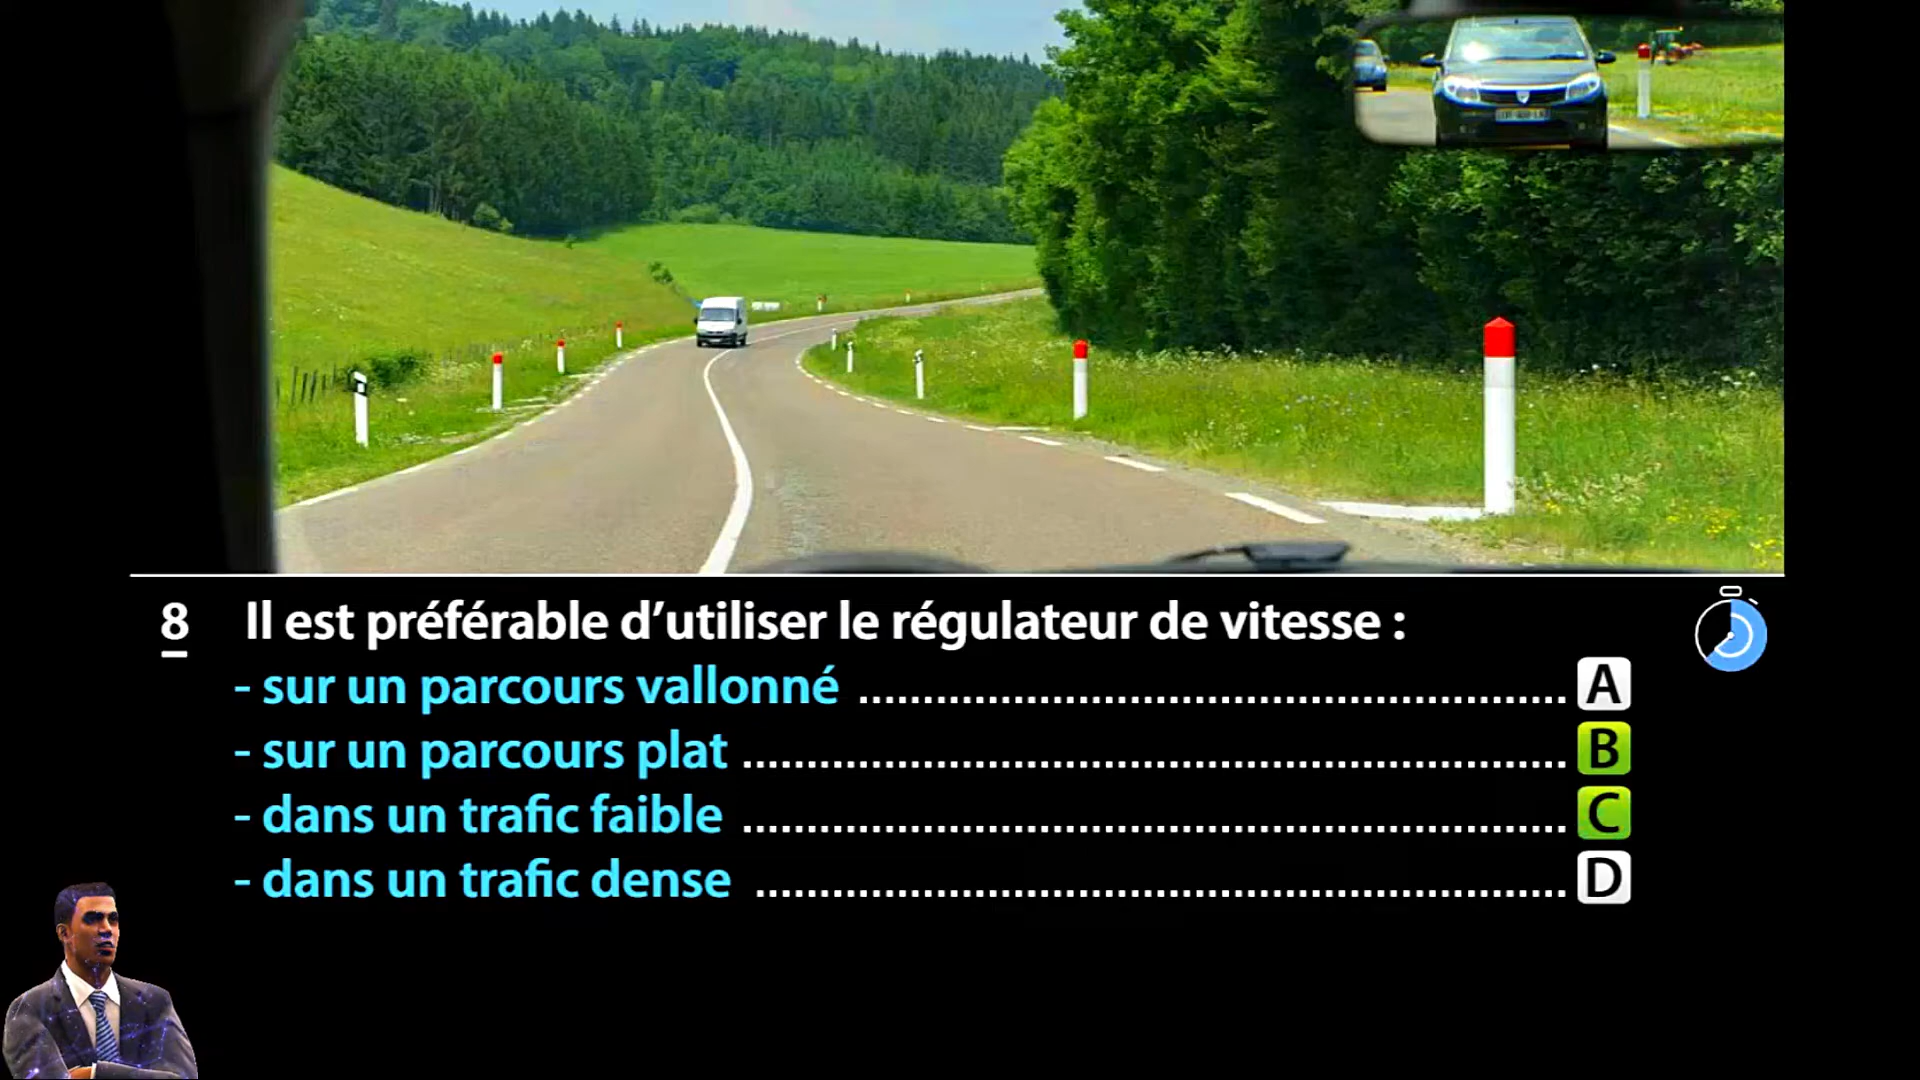 8 Il est préférable d’utiliser le régulateur de vitesse :
- sur un parcours vallonné ........................................................ A
- sur un parcours plat ................................................................. B
- dans un trafic faible ................................................................. C
- dans un trafic dense ................................................................ D